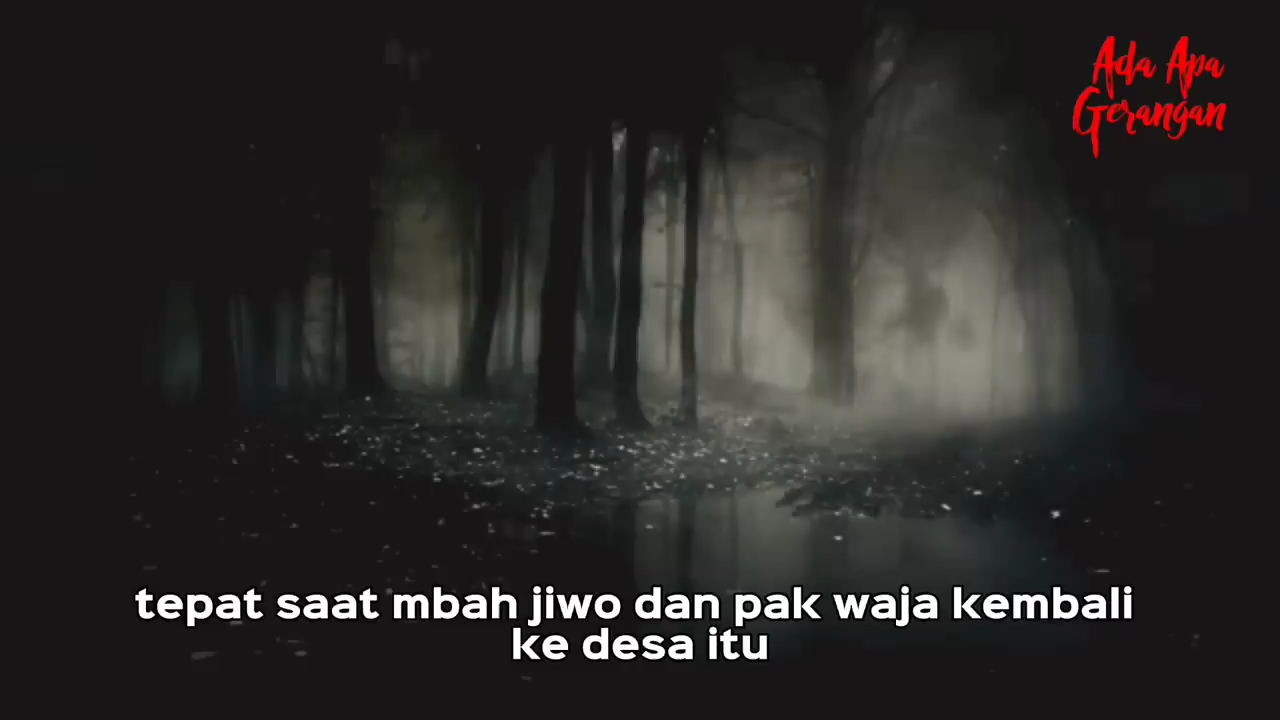 Ada Apa
Gerangan
tepat saat mbah jiwo dan pak waja kembali
ke desa itu